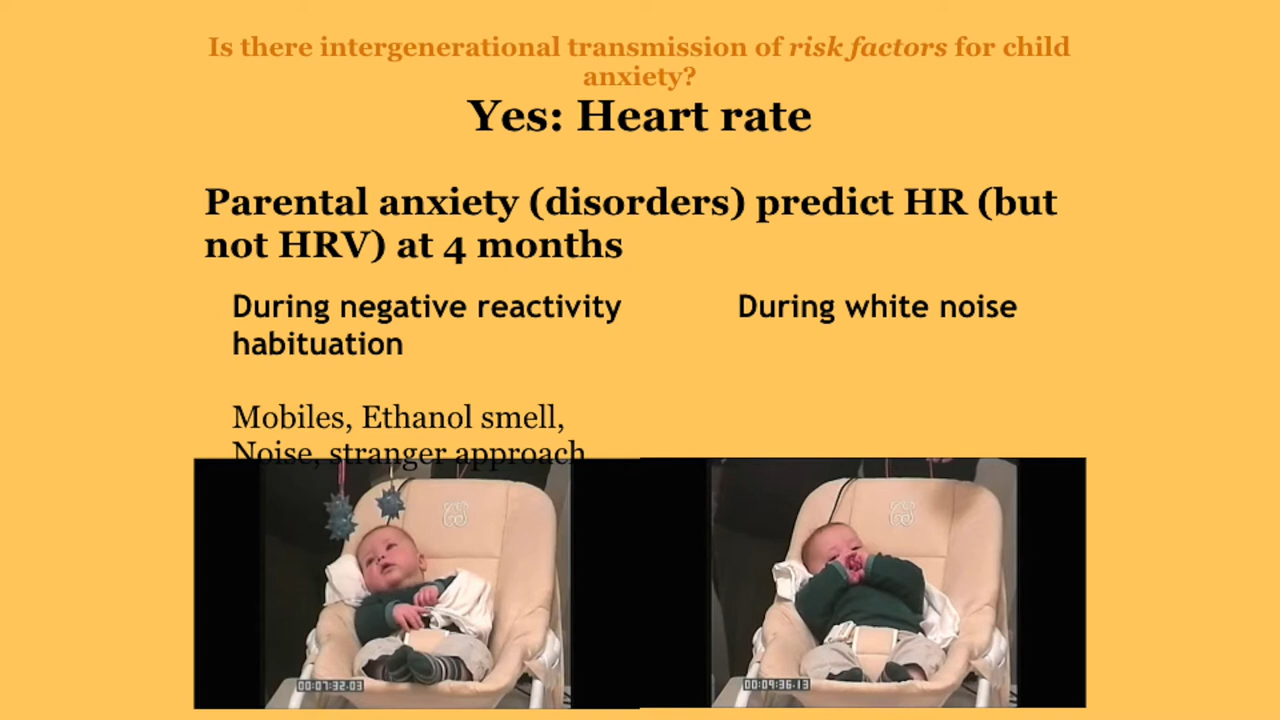 Is there intergenerational transmission of risk factors for child
anxiety?
Yes: Heart rate
Parental anxiety (disorders) predict HR (but
not HRV) at 4 months
During negative reactivity
habituation
During white noise
Mobiles, Ethanol smell,
Noise, stranger approach
00:07:32.03
00:09:36.13